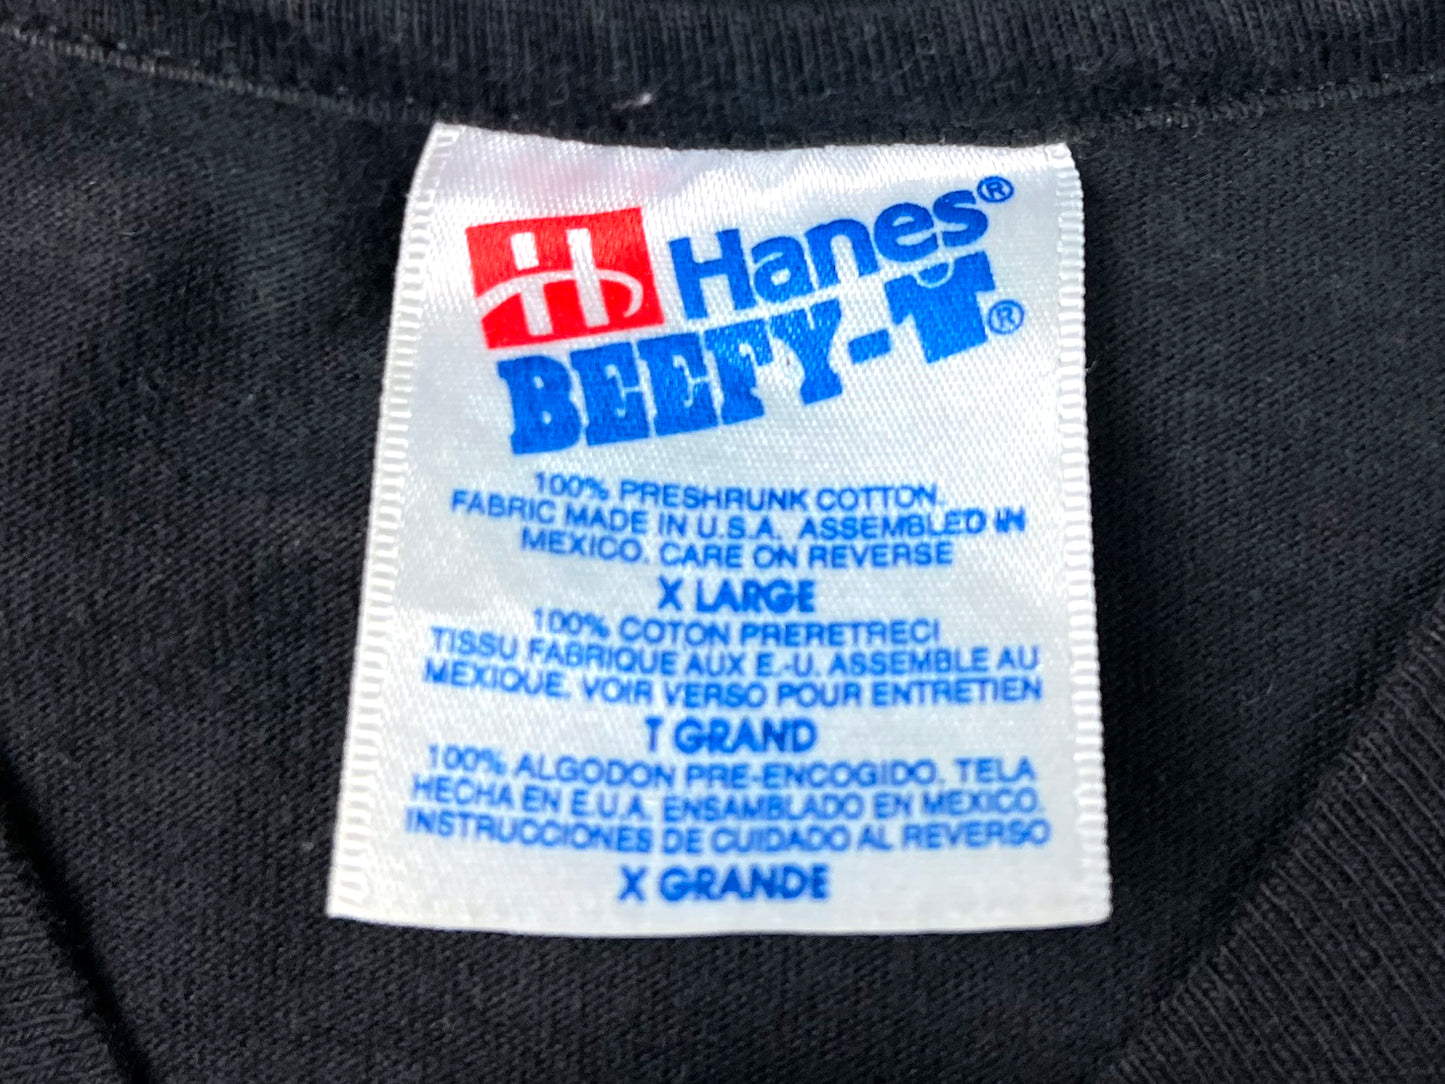 H Hanes®
BEEFY-T®
100% PRESHRUNK COTTON.
FABRIC MADE IN U.S.A. ASSEMBLED IN
MEXICO. CARE ON REVERSE
X LARGE
100% COTON PRERETRECI
TISSU FABRIQUE AUX E.-U. ASSEMBLE AU
MEXIQUE. VOIR VERSO POUR ENTRETIEN
T GRAND
100% ALGODON PRE-ENCOGIDO. TELA
HECHA EN E.U.A. ENSAMBLADO EN MEXICO.
INSTRUCCIONES DE CUIDADO AL REVERSO
X GRANDE